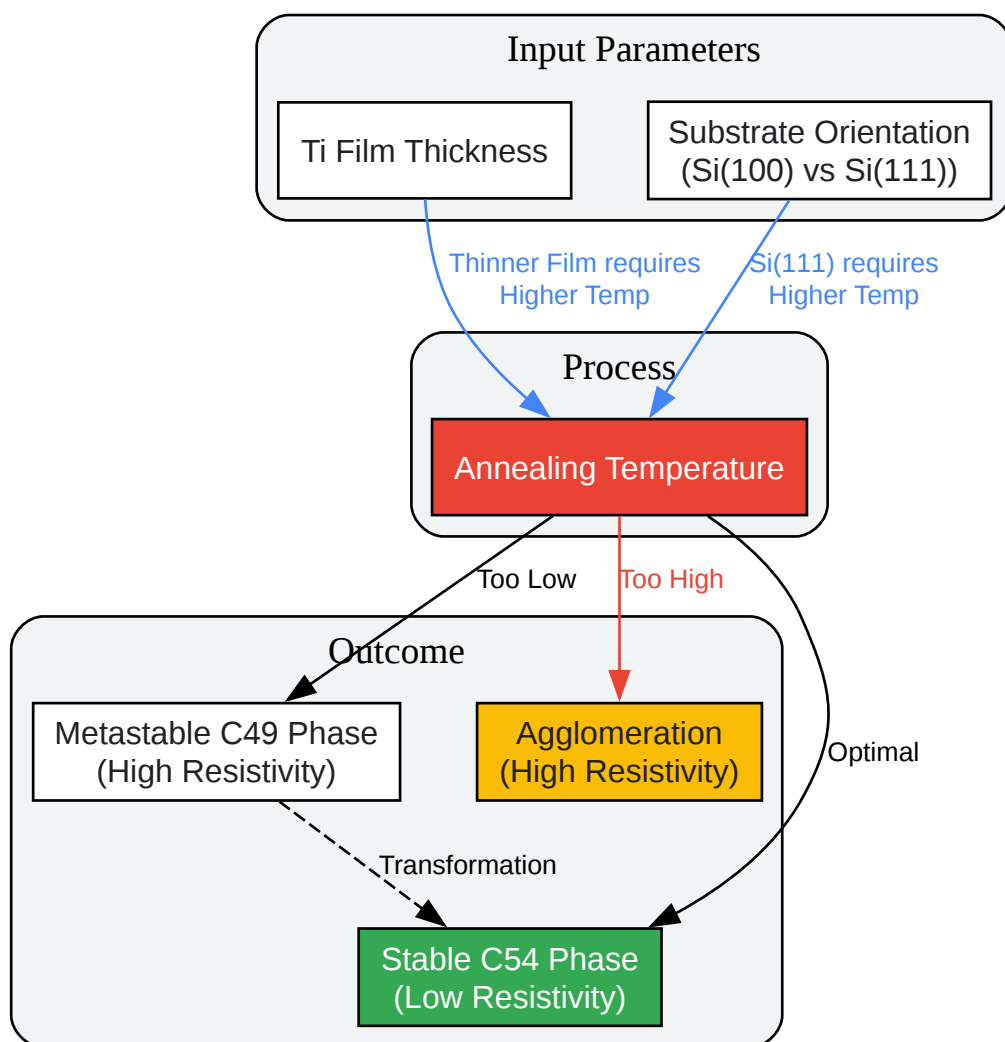 Input Parameters
Ti Film Thickness
Substrate Orientation
(Si(100) vs Si(111))
Thinner Film requires
Higher Temp
Si(111) requires
Higher Temp
Process
Annealing Temperature
Too Low
Too High
Optimal
Outcome
Metastable C49 Phase
(High Resistivity)
Agglomeration
(High Resistivity)
Transformation
Stable C54 Phase
(Low Resistivity)